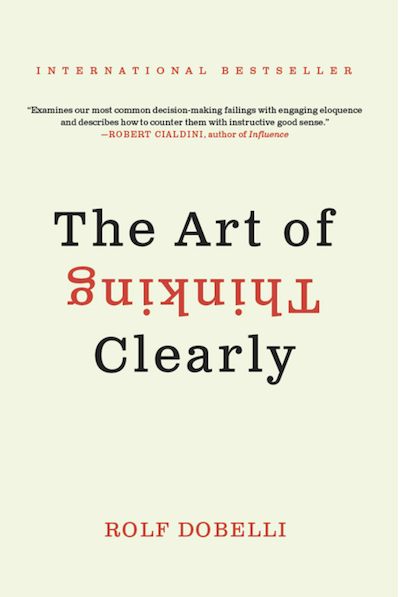 INTERNATIONAL BESTSELLER
“Examines our most common decision-making failings with engaging eloquence
and describes how to counter them with instructive good sense.”
—ROBERT CIALDINI, author of Influence
The Art of
Thinking
Clearly
ROLF DOBELLI